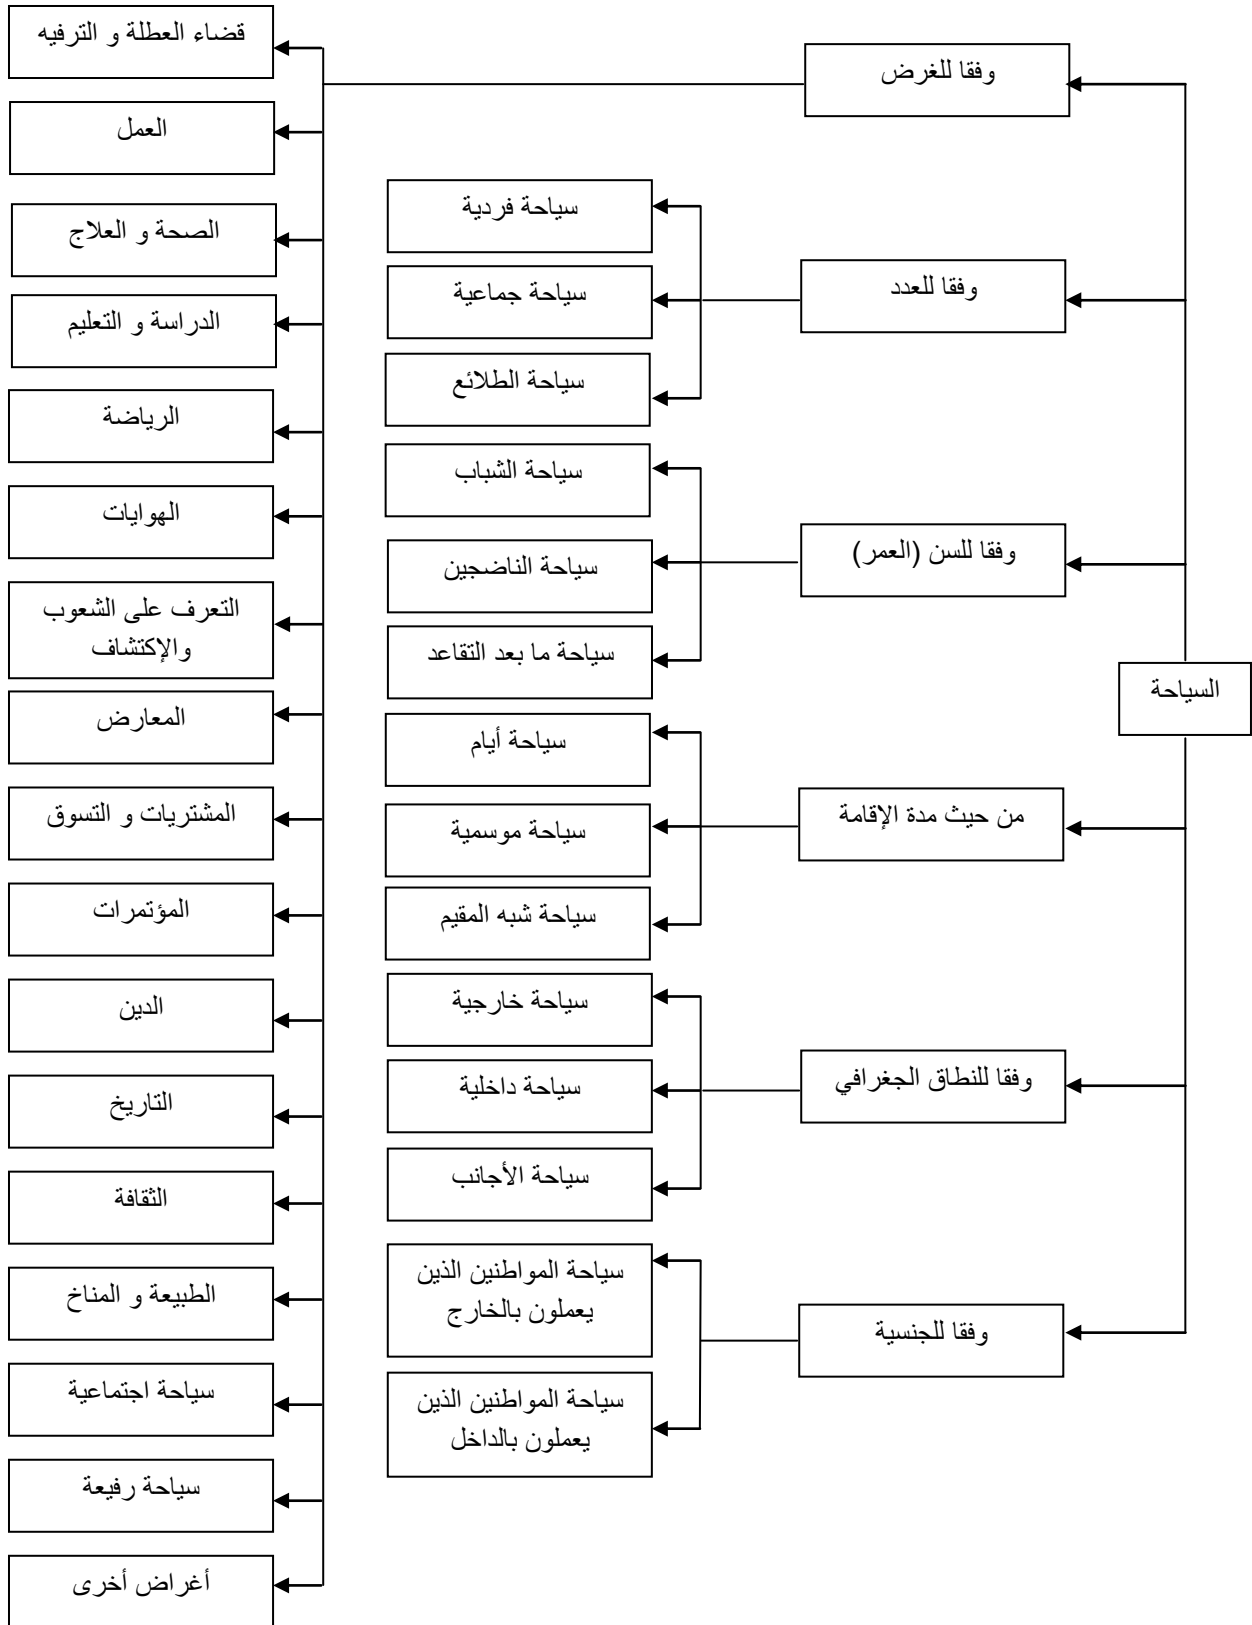 السياحة
وفقا للغرض
قضاء العطلة و الترفيه
العمل
الصحة و العلاج
الدراسة و التعليم
الرياضة
الهوايات
التعرف على الشعوب
والإكتشاف
المعارض
المشتريات و التسوق
المؤتمرات
الدين
التاريخ
الثقافة
الطبيعة و المناخ
سياحة اجتماعية
سياحة رفيعة
أغراض أخرى
وفقا للعدد
سياحة فردية
سياحة جماعية
سياحة الطلائع
وفقا للسن (العمر)
سياحة الشباب
سياحة الناضجين
سياحة ما بعد التقاعد
من حيث مدة الإقامة
سياحة أيام
سياحة موسمية
سياحة شبه المقيم
وفقا للنطاق الجغرافي
سياحة خارجية
سياحة داخلية
سياحة الأجانب
وفقا للجنسية
سياحة المواطنين الذين
يعملون بالخارج
سياحة المواطنين الذين
يعملون بالداخل